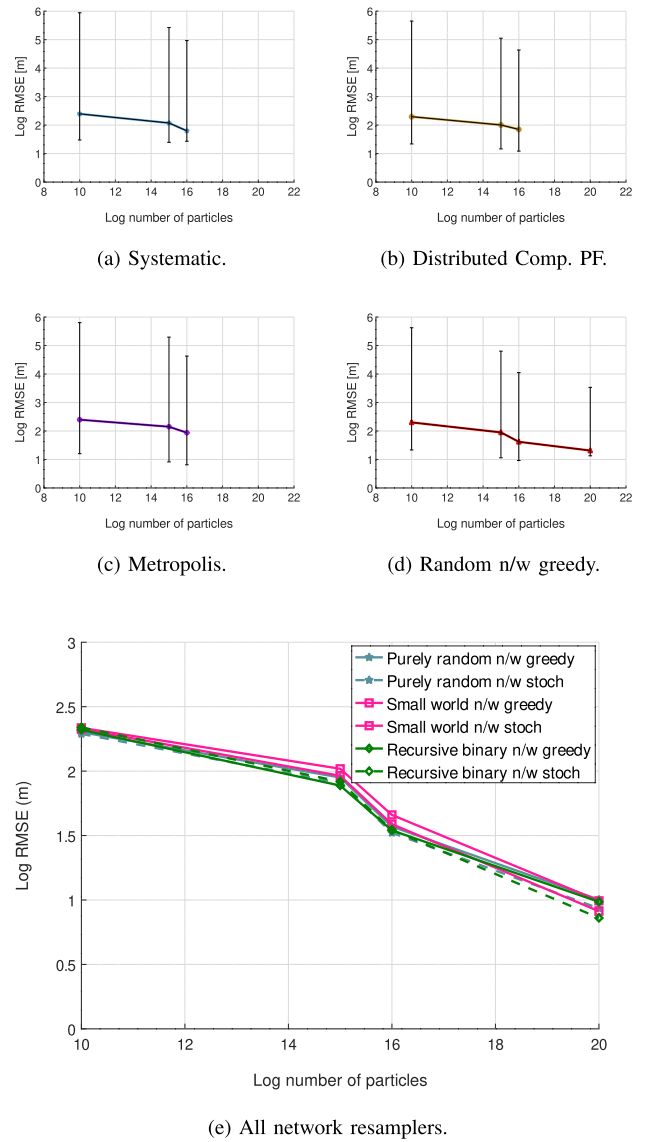 6
5
4
3
2
1
0
Log RMSE [m]
8 10 12 14 16 18 20 22
Log number of particles
(a) Systematic.
6
5
4
3
2
1
0
Log RMSE [m]
8 10 12 14 16 18 20 22
Log number of particles
(b) Distributed Comp. PF.
6
5
4
3
2
1
0
Log RMSE [m]
8 10 12 14 16 18 20 22
Log number of particles
(c) Metropolis.
6
5
4
3
2
1
0
Log RMSE [m]
8 10 12 14 16 18 20 22
Log number of particles
(d) Random n/w greedy.
3
2.5
2
1.5
1
0.5
0
Log RMSE (m)
Purely random n/w greedy
Purely random n/w stoch
Small world n/w greedy
Small world n/w stoch
Recursive binary n/w greedy
Recursive binary n/w stoch
10 12 14 16 18 20
Log number of particles
(e) All network resamplers.